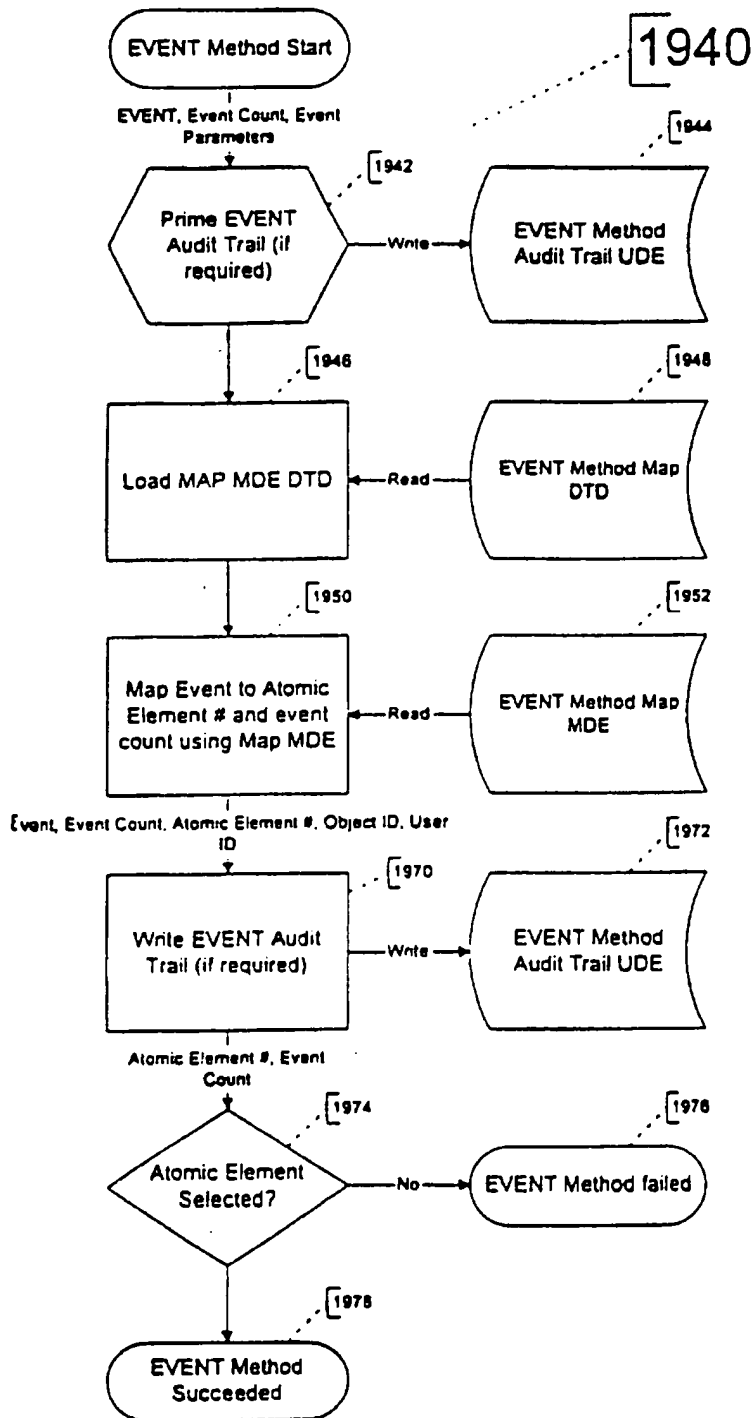 EVENT Method Start
1940
EVENT, Event Count, Event
Parameters
1942
1944
Prime EVENT
Audit Trail (if
required)
Write
EVENT Method
Audit Trail UDE
1946
1948
Load MAP MDE DTD
Read
EVENT Method Map
DTD
1950
1952
Map Event to Atomic
Element # and event
count using Map MDE
Read
EVENT Method Map
MDE
Event, Event Count, Atomic Element #, Object ID, User
ID
1970
1972
Write EVENT Audit
Trail (if required)
Write
EVENT Method
Audit Trail UDE
Atomic Element #, Event
Count
1974
1976
Atomic Element
Selected?
No
EVENT Method failed
1978
EVENT Method
Succeeded